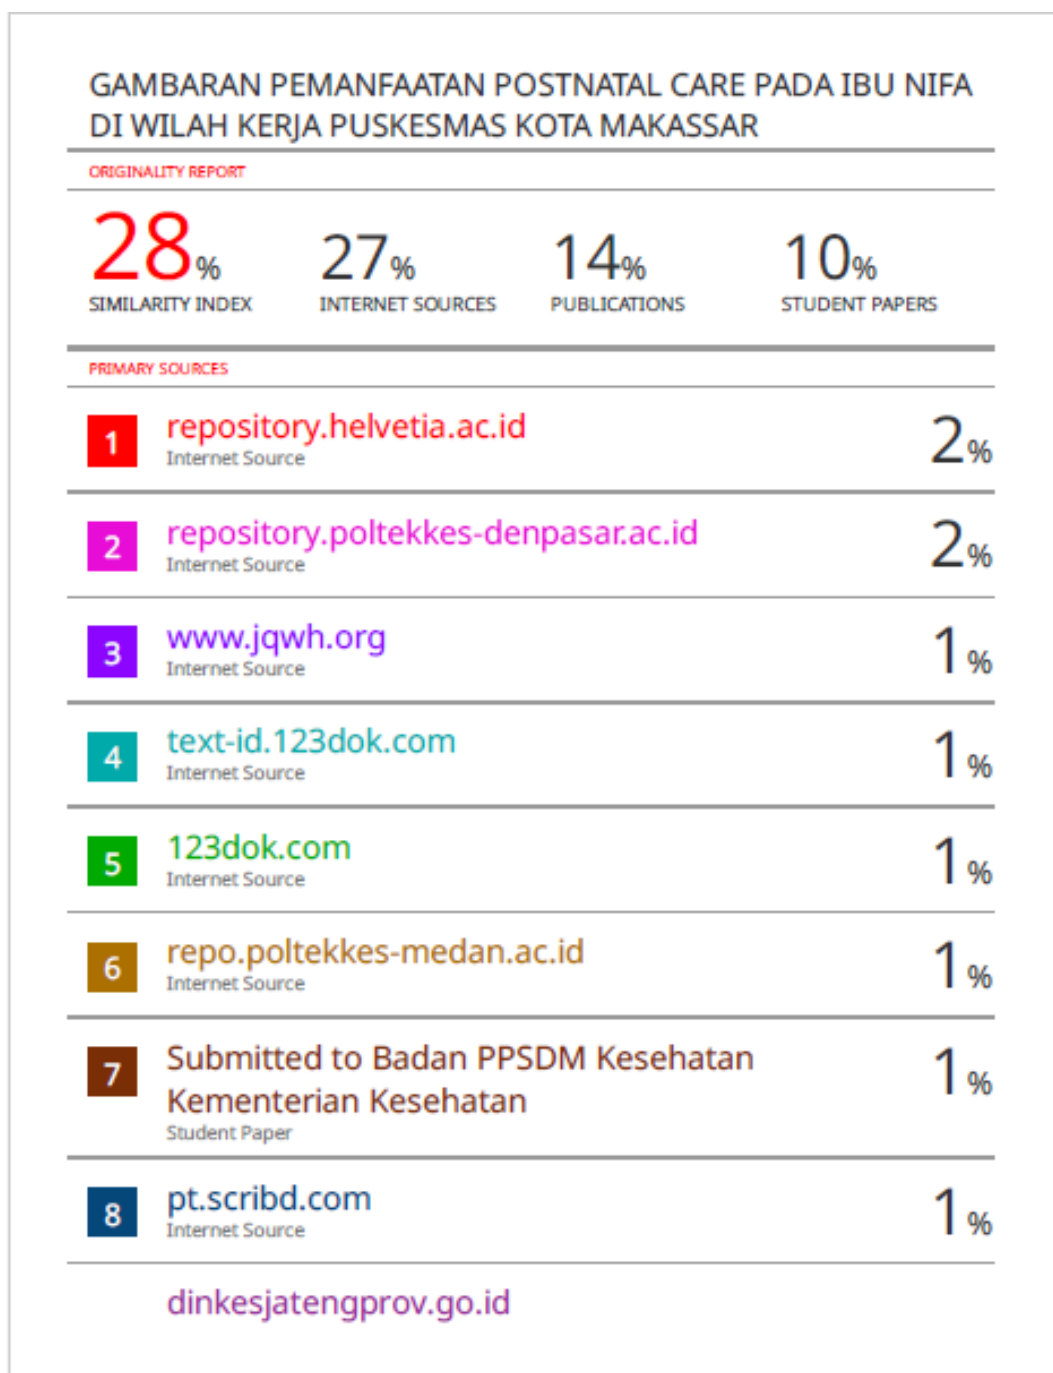 GAMBARAN PEMANFAATAN POSTNATAL CARE PADA IBU NIFA
DI WILAH KERJA PUSKESMAS KOTA MAKASSAR
ORIGINALITY REPORT
28% 27% 14% 10%
SIMILARITY INDEX INTERNET SOURCES PUBLICATIONS STUDENT PAPERS
PRIMARY SOURCES
1 repository.helvetia.ac.id 2%
Internet Source
2 repository.poltekkes-denpasar.ac.id 2%
Internet Source
3 www.jqwh.org 1%
Internet Source
4 text-id.123dok.com 1%
Internet Source
5 123dok.com 1%
Internet Source
6 repo.poltekkes-medan.ac.id 1%
Internet Source
7 Submitted to Badan PPSDM Kesehatan 1%
Kementerian Kesehatan
Student Paper
8 pt.scribd.com 1%
Internet Source
dinkesjatengprov.go.id